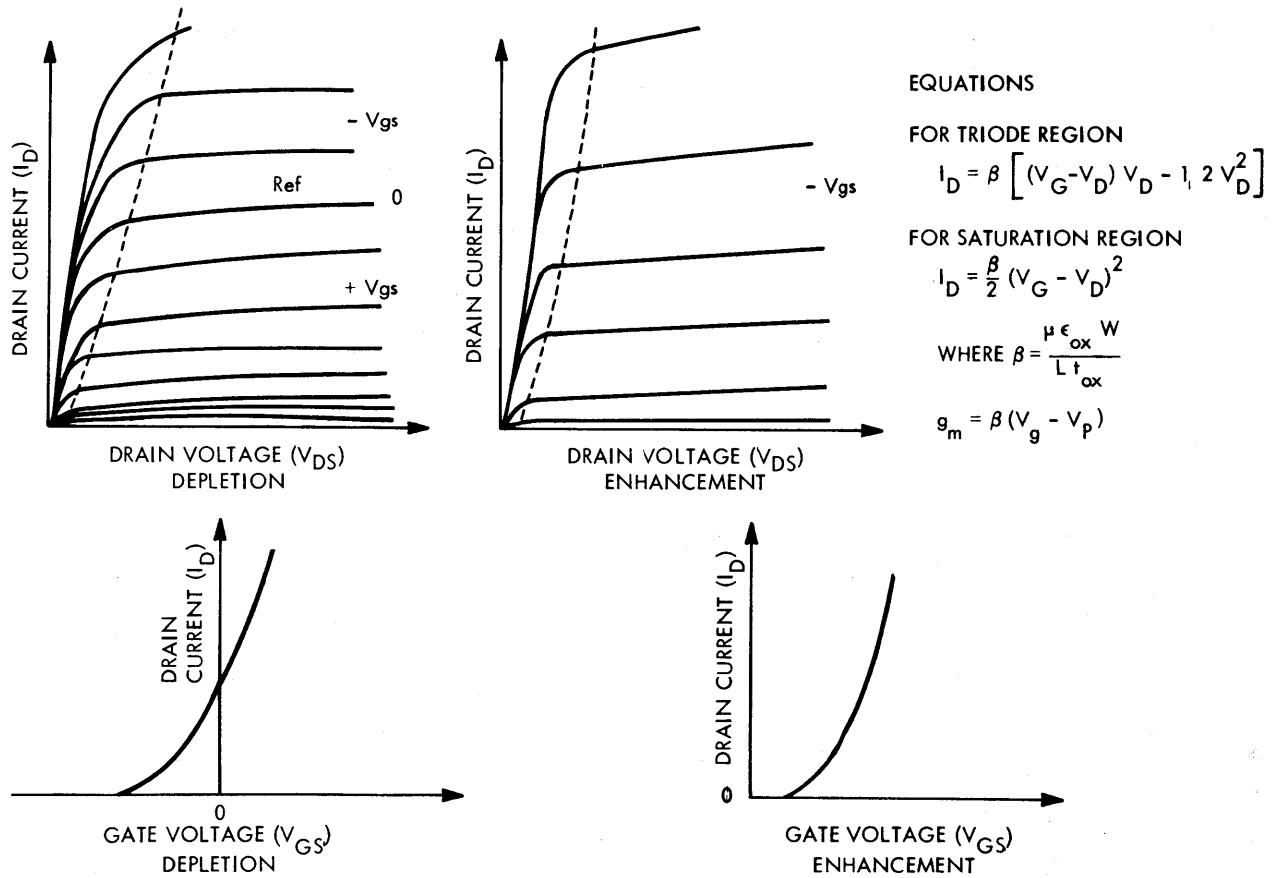 DRAIN CURRENT (I_D)
- Vgs
Ref
0
+ Vgs
DRAIN VOLTAGE (V_DS)
DEPLETION
DRAIN CURRENT (I_D)
- Vgs
DRAIN VOLTAGE (V_DS)
ENHANCEMENT
EQUATIONS
FOR TRIODE REGION
I_D = β [ (V_G-V_D) V_D - 1, 2 V_D^2 ]
FOR SATURATION REGION
I_D = β/2 (V_G - V_D)^2
WHERE β = μ ϵ_ox W / L t_ox
g_m = β (V_g - V_P)
DRAIN
CURRENT (I_D)
0
GATE VOLTAGE (V_GS)
DEPLETION
DRAIN CURRENT (I_D)
0
GATE VOLTAGE (V_GS)
ENHANCEMENT